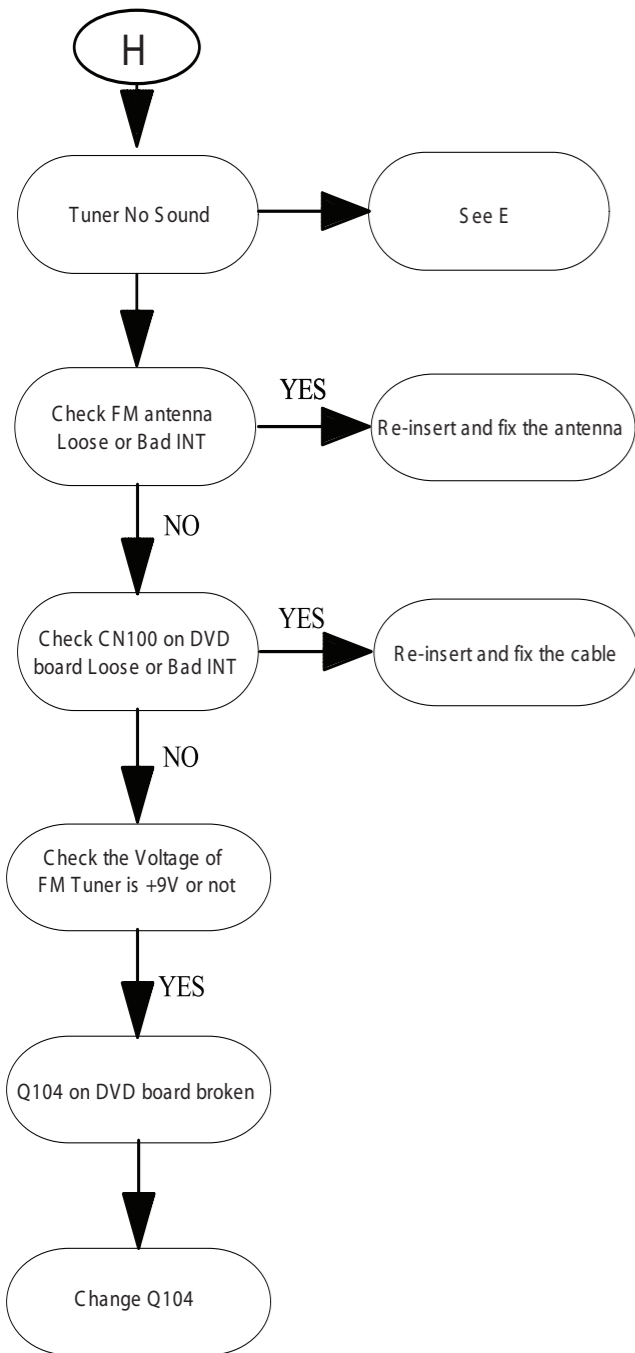 H
Tuner No Sound
See E
Check FM antenna
Loose or Bad INT
YES
Re-insert and fix the antenna
NO
Check CN100 on DVD
board Loose or Bad INT
YES
Re-insert and fix the cable
NO
Check the Voltage of
FM Tuner is +9V or not
YES
Q104 on DVD board broken
Change Q104